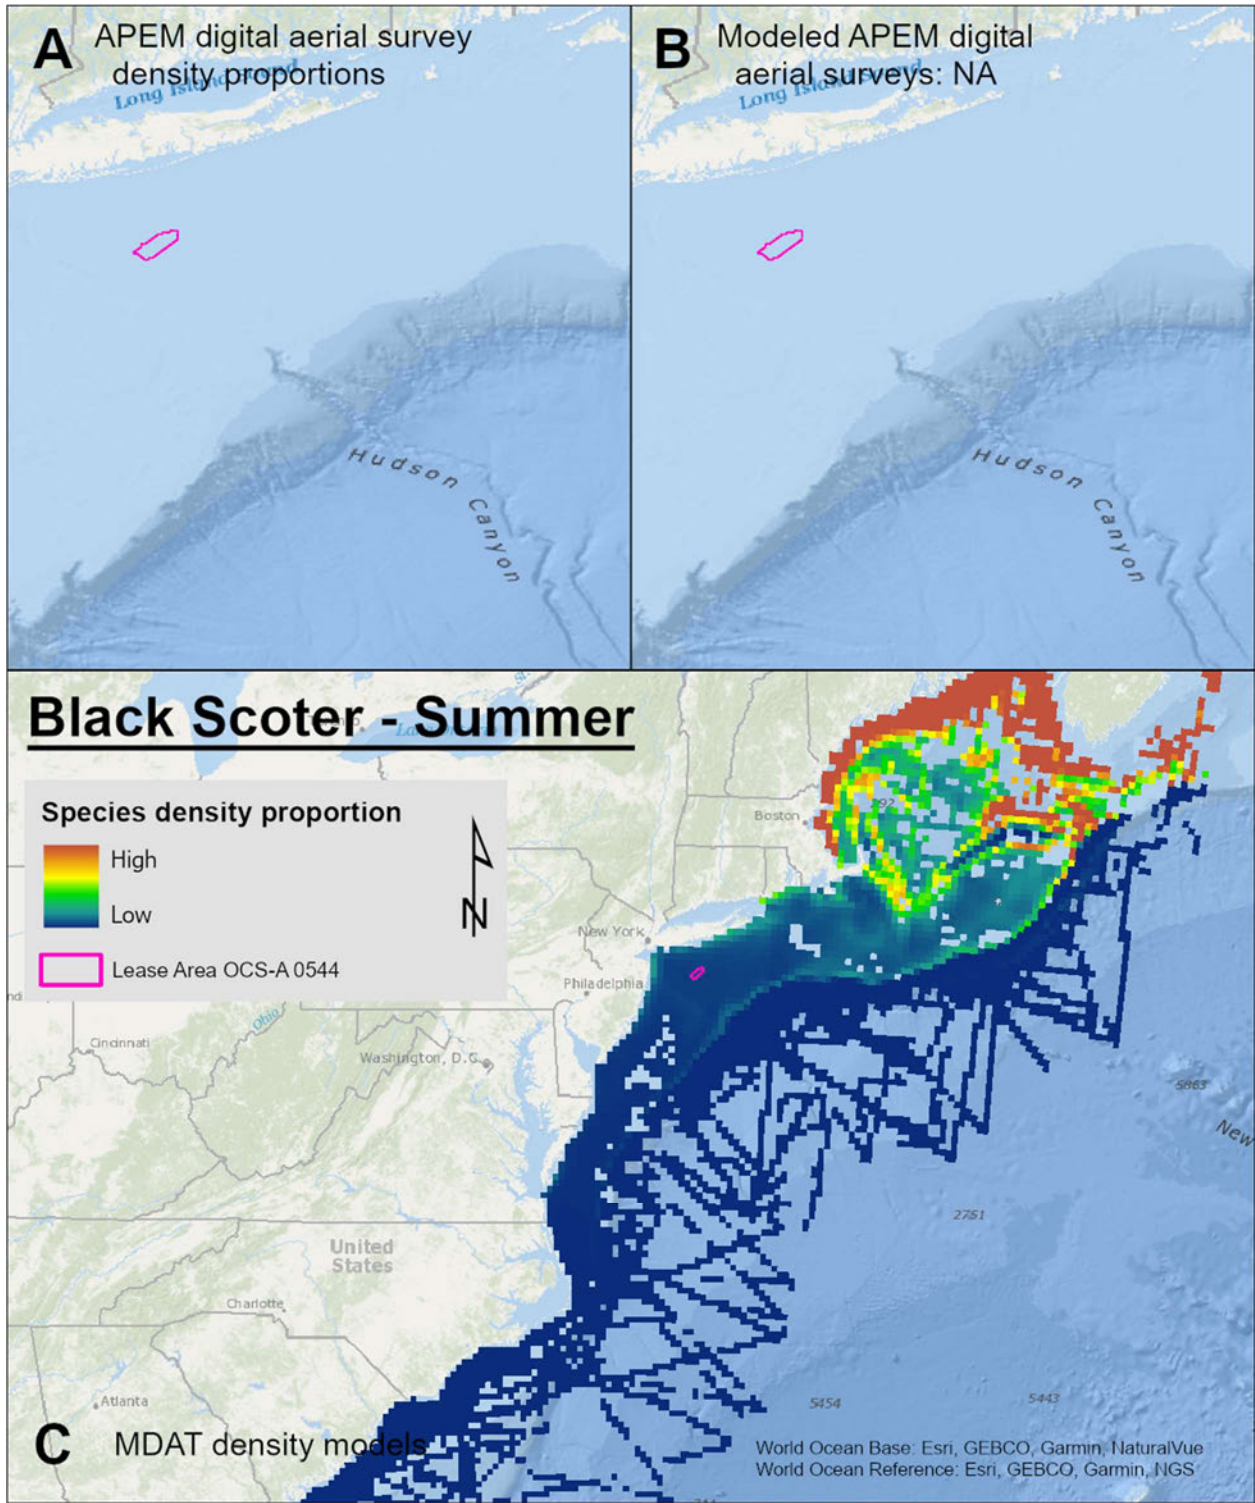 A APEM digital aerial survey
density proportions
Long Island Sound
Hudson Canyon
B Modeled APEM digital
aerial surveys: NA
Long Island Sound
Hudson Canyon
Black Scoter - Summer
Species density proportion
High
Low
N
Lease Area OCS-A 0544
Boston
New York
Philadelphia
Ohio
Cincinnati
Washington, D.C.
5863
New
2751
United
States
Charlotte
Atlanta
5454
5443
C MDAT density models
World Ocean Base: Esri, GEBCO, Garmin, NaturalVue
World Ocean Reference: Esri, GEBCO, Garmin, NGS